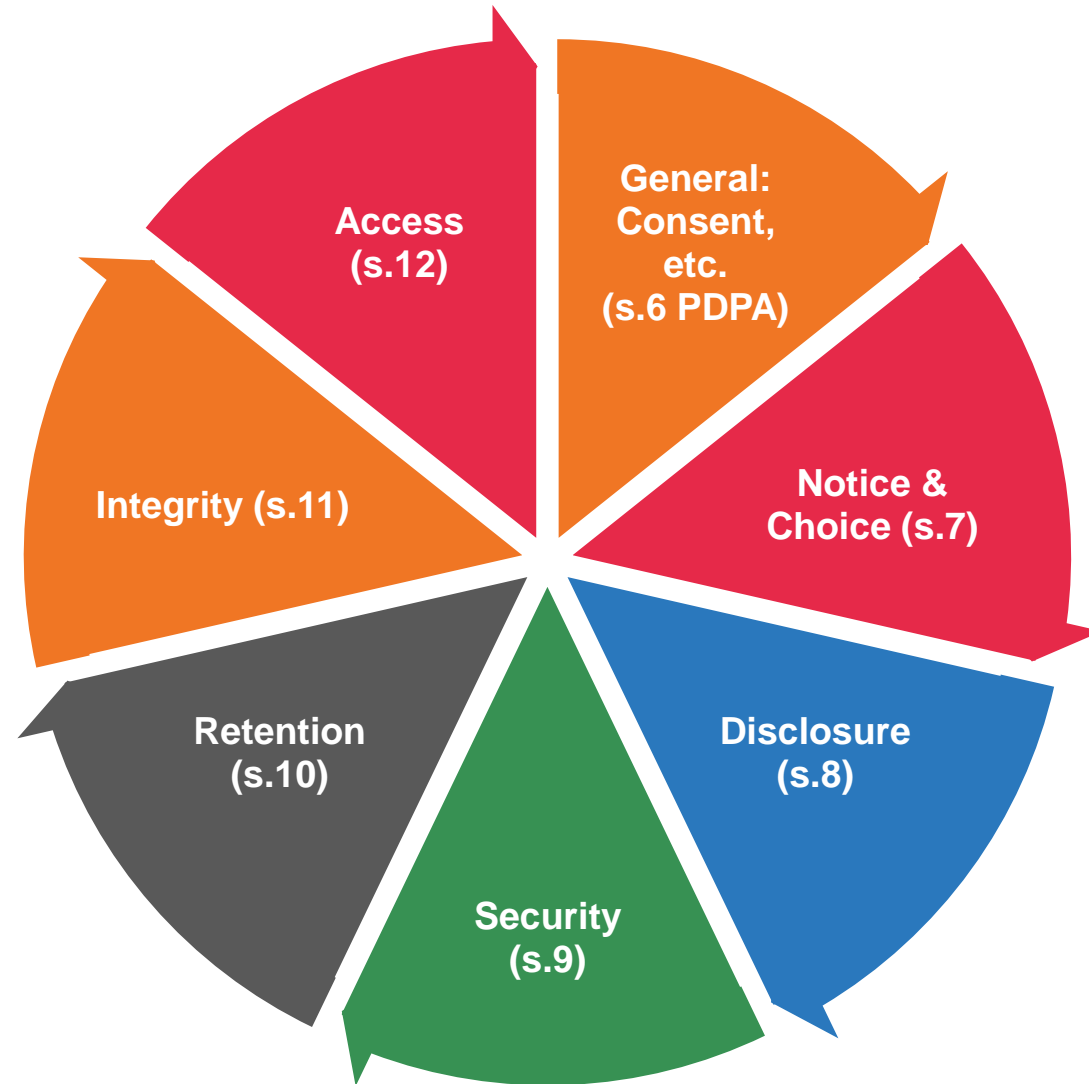 General:
Consent,
etc.
(s.6 PDPA)
Notice &
Choice (s.7)
Disclosure
(s.8)
Security
(s.9)
Retention
(s.10)
Integrity (s.11)
Access
(s.12)